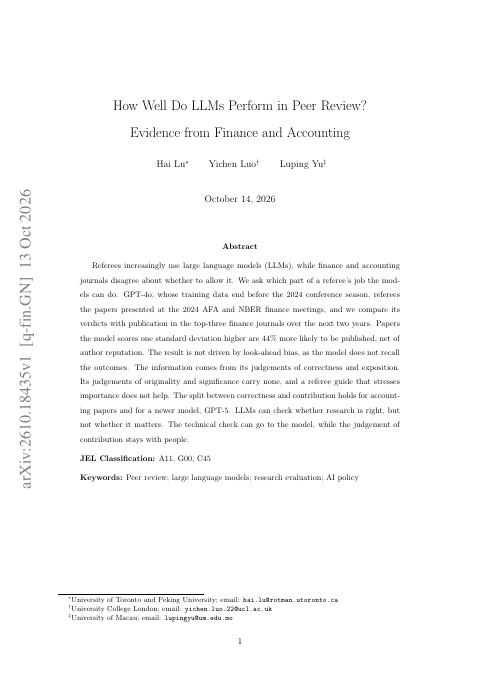 How Well Do LLMs Perform in Peer Review?
Evidence from Finance and Accounting
Hai Lu* Yichen Luo† Luping Yu‡
October 14, 2026
Abstract
Referees increasingly use large language models (LLMs), while finance and accounting
journals disagree about whether to allow it. We ask which part of a referee's job the mod-
els can do. GPT-4o, whose training data end before the 2024 conference season, referees
the papers presented at the 2024 AFA and NBER finance meetings, and we compare its
verdicts with publication in the top-three finance journals over the next two years. Papers
the model scores one standard deviation higher are 44% more likely to be published, net of
author reputation. The result is not driven by look-ahead bias, as the model does not recall
the outcomes. The information comes from its judgements of correctness and exposition.
Its judgements of originality and significance carry none, and a referee guide that stresses
importance does not help. The split between correctness and contribution holds for account-
ing papers and for a newer model, GPT-5. LLMs can check whether research is right, but
not whether it matters. The technical check can go to the model, while the judgement of
contribution stays with people.
JEL Classification: A11, G00, C45
Keywords: Peer review; large language models; research evaluation; AI policy
*University of Toronto and Peking University; email: hai.lu@rotman.utoronto.ca
†University College London; email: yichen.luo.22@ucl.ac.uk
‡University of Macau; email: lupingyu@um.edu.mo
1
arXiv:2610.18435v1 [q-fin.GN] 13 Oct 2026